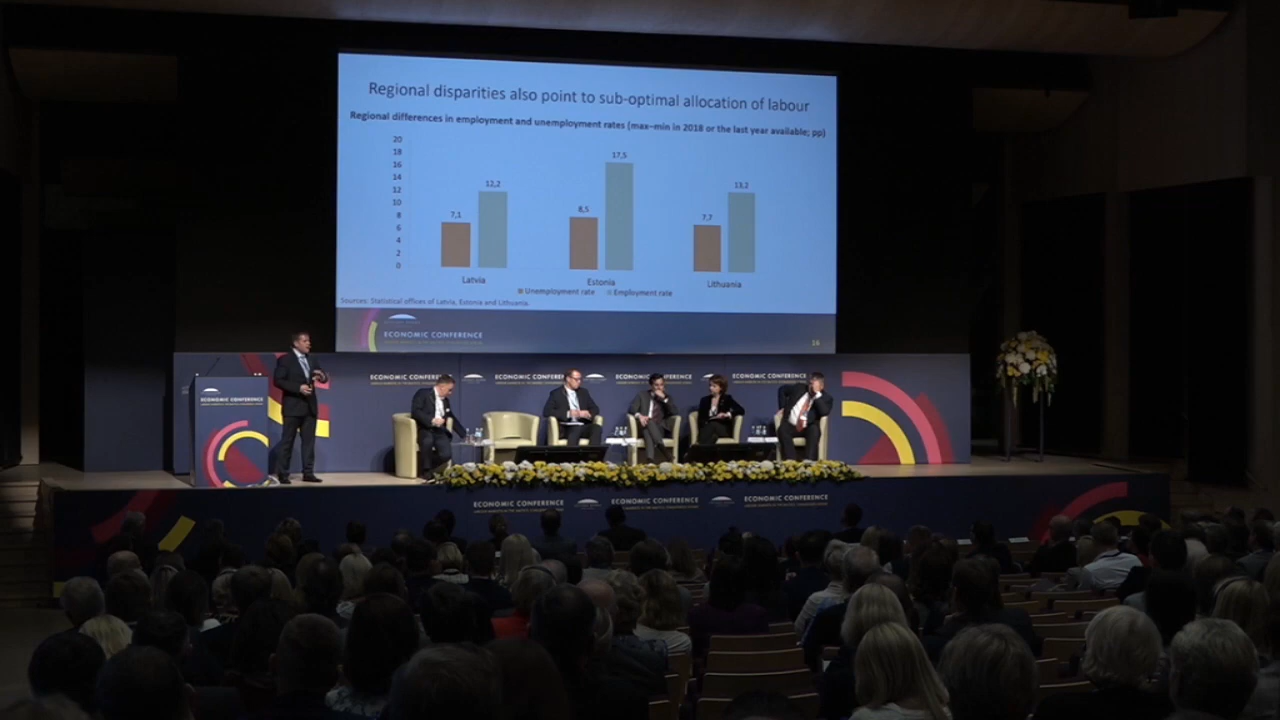 Regional disparities also point to sub-optimal allocation of labour
Regional differences in employment and unemployment rates (max–min in 2018 or the last year available; pp)
20
18
16
14
12
10
8
6
4
2
0
7,1
12,2
8,5
17,5
7,7
13,2
Latvia
Estonia
Lithuania
Unemployment rate Employment rate
Sources: Statistical offices of Latvia, Estonia and Lithuania.
ECONOMIC CONFERENCE
16
ECONOMIC CONFERENCE
ECONOMIC CONFERENCE
ECONOMIC CONFERENCE
ECONOMIC CONFERENCE
ECONOMIC CONFERENCE
ECONOMIC CONFERENCE
ECONOMIC CONFERENCE
ECONOMIC CONFERENCE